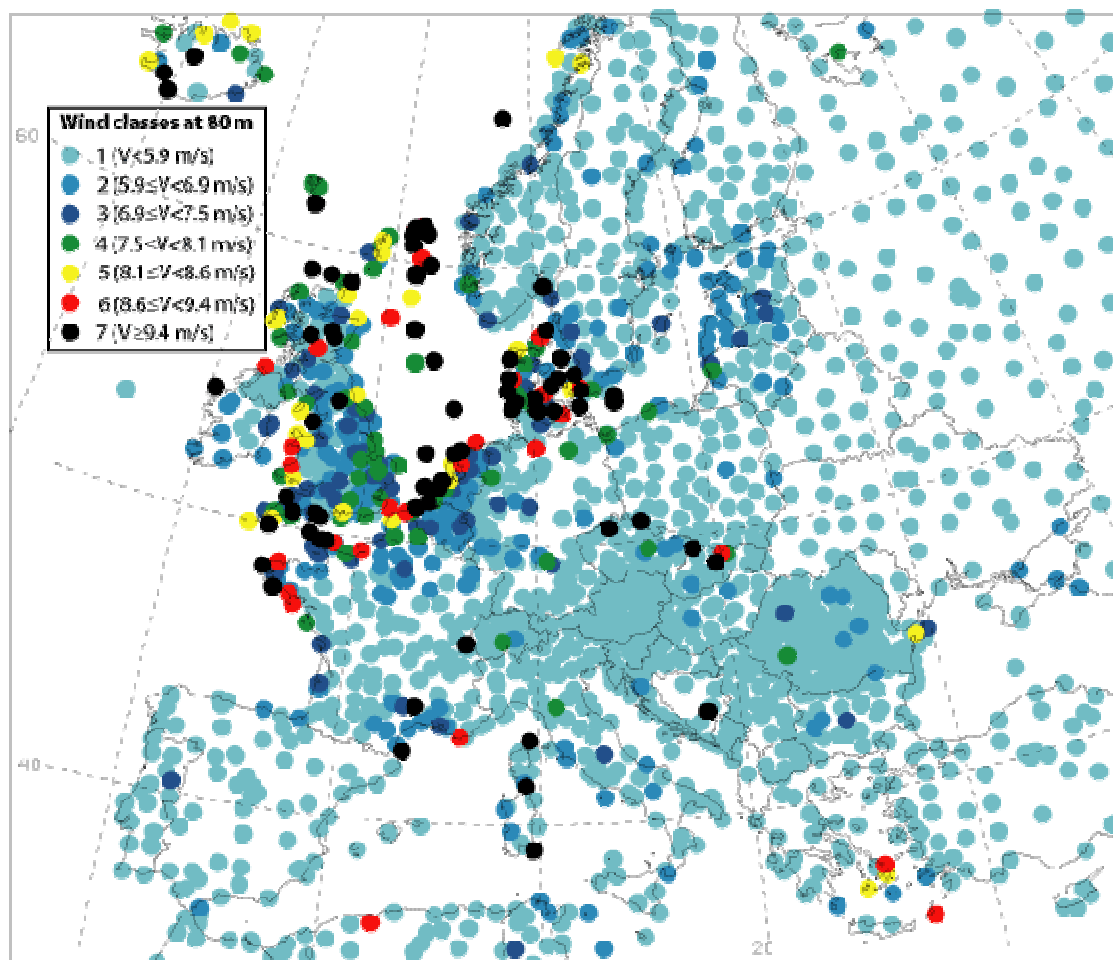 60
Wind classes at 80 m
1 (V<5.9 m/s)
2 (5.9≤V<6.9 m/s)
3 (6.9≤V<7.5 m/s)
4 (7.5<V<8.1 m/s)
5 (8.1≤V<8.6 m/s)
6 (8.6≤V<9.4 m/s)
7 (V≥9.4 m/s)
40
20